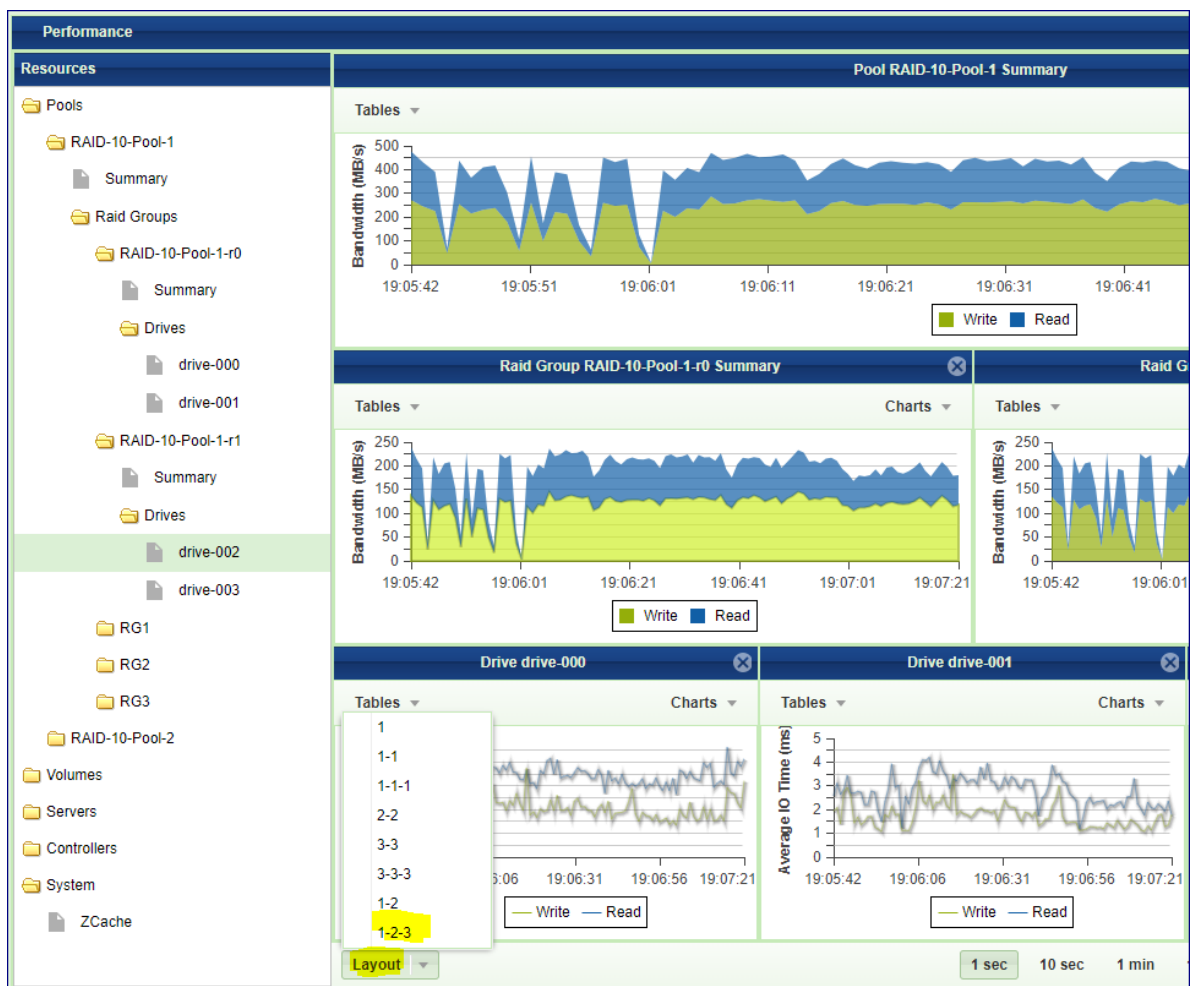 Performance
Resources
Pools
RAID-10-Pool-1
Summary
Raid Groups
RAID-10-Pool-1-r0
Summary
Drives
drive-000
drive-001
RAID-10-Pool-1-r1
Summary
Drives
drive-002
drive-003
RG1
RG2
RG3
RAID-10-Pool-2
Volumes
Servers
Controllers
System
ZCache
Pool RAID-10-Pool-1 Summary
Tables
Bandwidth (MB/s)
500
400
300
200
100
0
19:05:42 19:05:51 19:06:01 19:06:11 19:06:21 19:06:31 19:06:41
Write Read
Raid Group RAID-10-Pool-1-r0 Summary
Tables Charts
Bandwidth (MB/s)
250
200
150
100
50
0
19:05:42 19:06:01 19:06:21 19:06:41 19:07:01 19:07:21
Write Read
Raid G
Tables
Bandwidth (MB/s)
250
200
150
100
50
0
19:05:42 19:06:01
Drive drive-000
Tables Charts
1
1-1
1-1-1
2-2
3-3
3-3-3
1-2
1-2-3
5:06 19:06:31 19:06:56 19:07:21
Write Read
Drive drive-001
Tables Charts
Average IO Time (ms)
5
4
3
2
1
0
19:05:42 19:06:06 19:06:31 19:06:56 19:07:21
Write Read
Layout
1 sec 10 sec 1 min